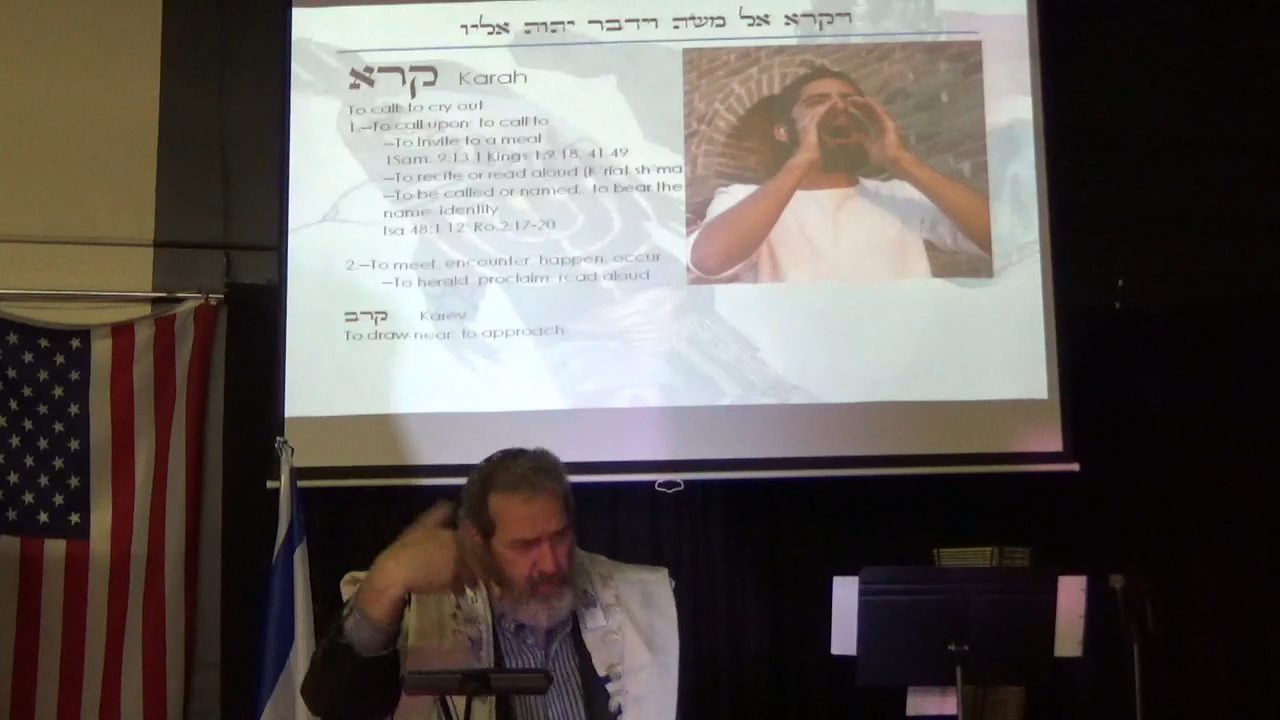 ויקרא אל משה וידבר יהוה אליו
קרא Karah
To call; to cry out
1.–To call upon; to call to
–To invite to a meal
1Sam. 9:13 1 Kings 1:9, 18, 41, 49
–To recite or read aloud (K'riat sh'ma
–To be called or named. To bear the
name, identity
Isa 48:1, 12; Ro.2:17-20
2.–To meet, encounter, happen, occur
–To herald, proclaim, read aloud
קרב Karev
To draw near; to approach